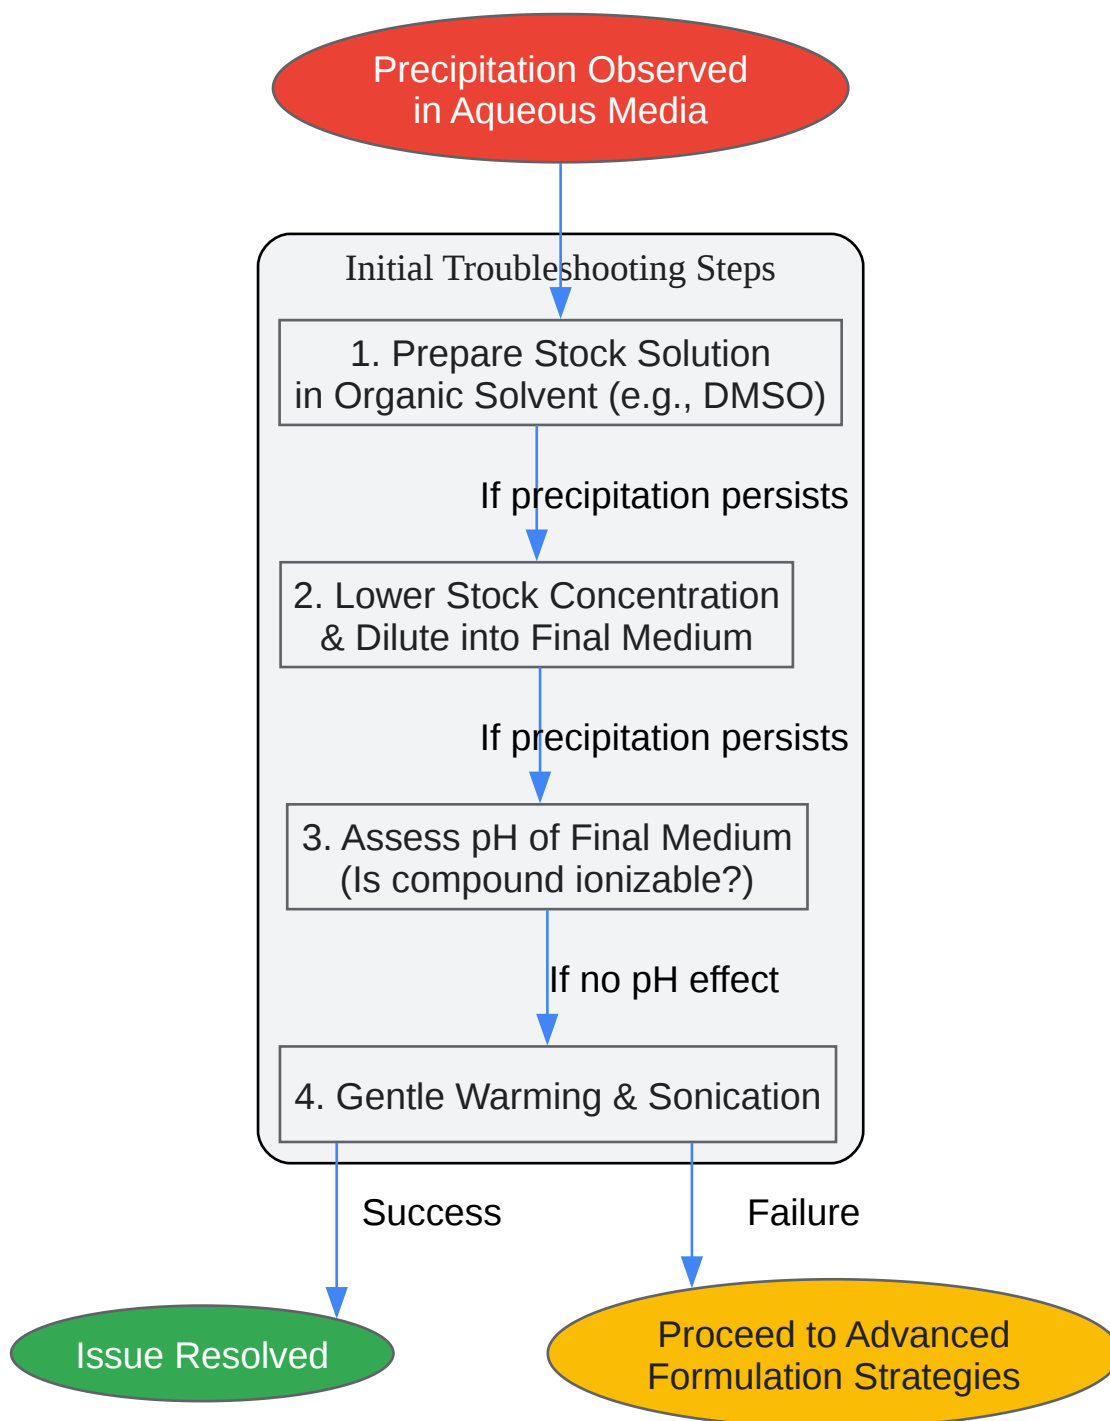 Precipitation Observed
in Aqueous Media
Initial Troubleshooting Steps
1. Prepare Stock Solution
in Organic Solvent (e.g., DMSO)
If precipitation persists
2. Lower Stock Concentration
& Dilute into Final Medium
If precipitation persists
3. Assess pH of Final Medium
(Is compound ionizable?)
If no pH effect
4. Gentle Warming & Sonication
Success
Failure
Issue Resolved
Proceed to Advanced
Formulation Strategies